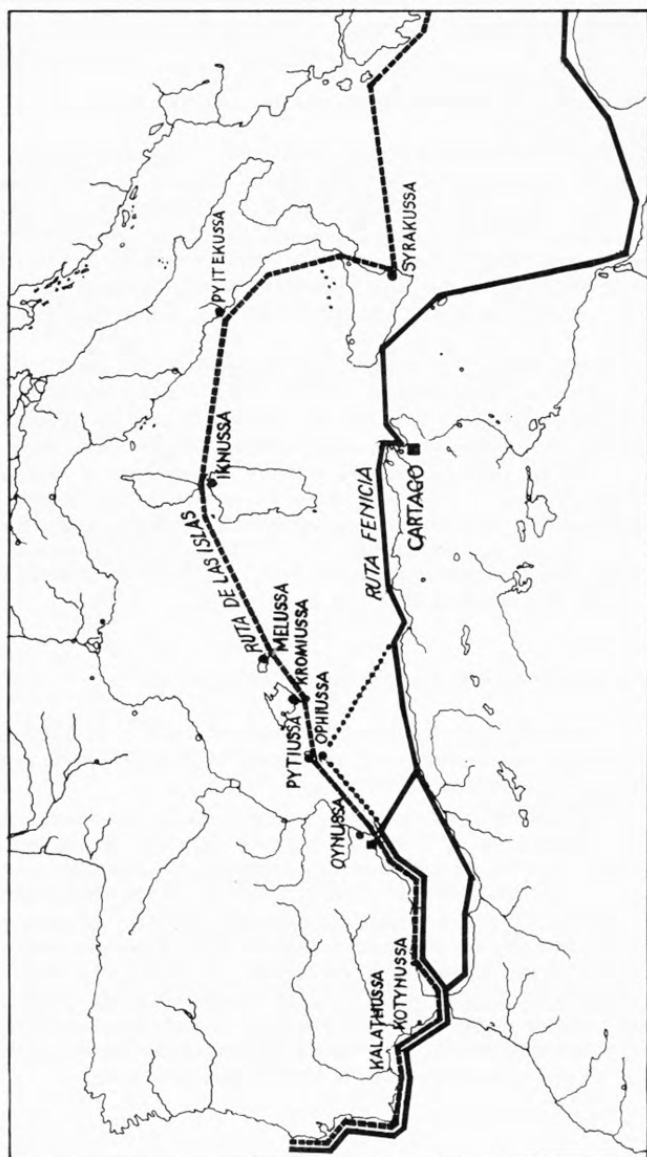 PYITEKUSSA
IKNUSSA
RUTA DE LAS ISLAS
MELUSSA
KROMIUSSA
PYTIUSSA
OPHIUSSA
OYNUSSA
KALATHUSSA
KOTYNUSSA
SYRAKUSSA
RUTA FENICIA
CARTAGO